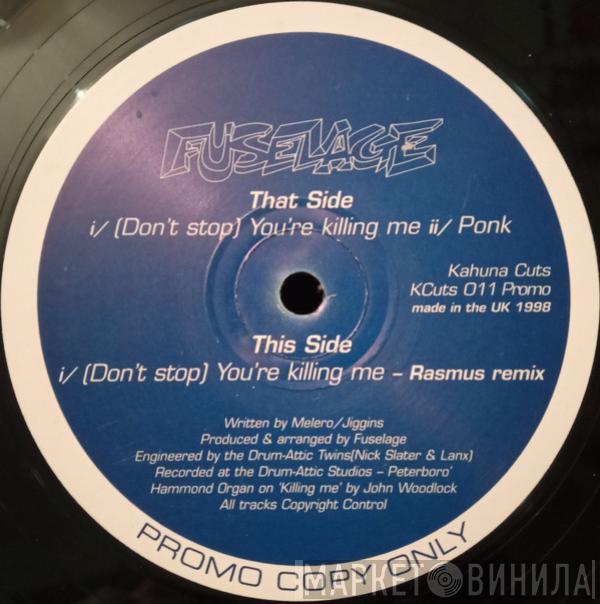 FUSELAGE
That Side
i/ (Don't stop) You're killing me ii/ Ponk
Kahuna Cuts
KCuts 011 Promo
made in the UK 1998
This Side
i/ (Don't stop) You're killing me – Rasmus remix
Written by Melero/Jiggins
Produced & arranged by Fuselage
Engineered by the Drum-Attic Twins(Nick Slater & Lanx)
Recorded at the Drum-Attic Studios – Peterboro'
Hammond Organ on 'Killing me' by John Woodlock
All tracks Copyright Control
PROMO COPY ONLY
МАРКЕТ ВИНИЛА